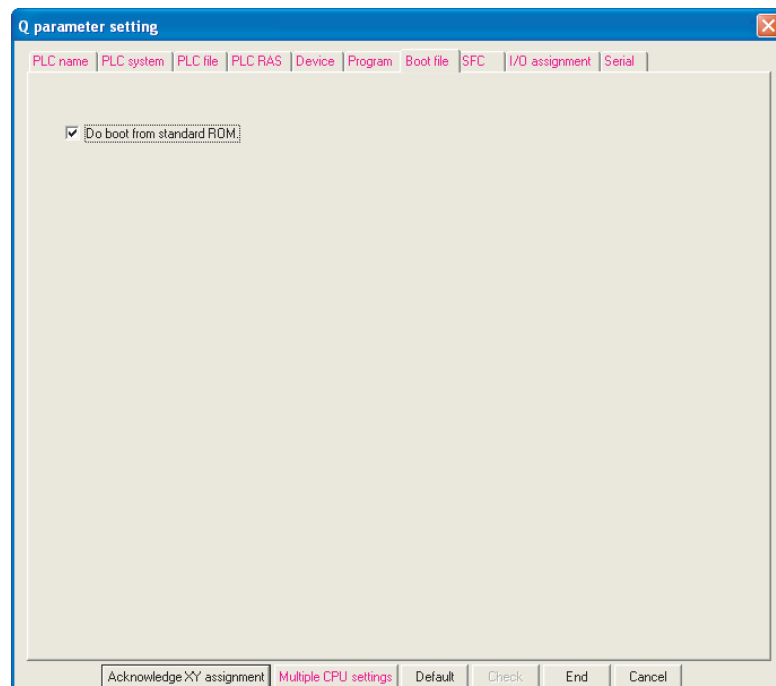 Q parameter setting
PLC name PLC system PLC file PLC RAS Device Program Boot file SFC I/O assignment Serial
Do boot from standard ROM.
Acknowledge XY assignment Multiple CPU settings Default Check End Cancel